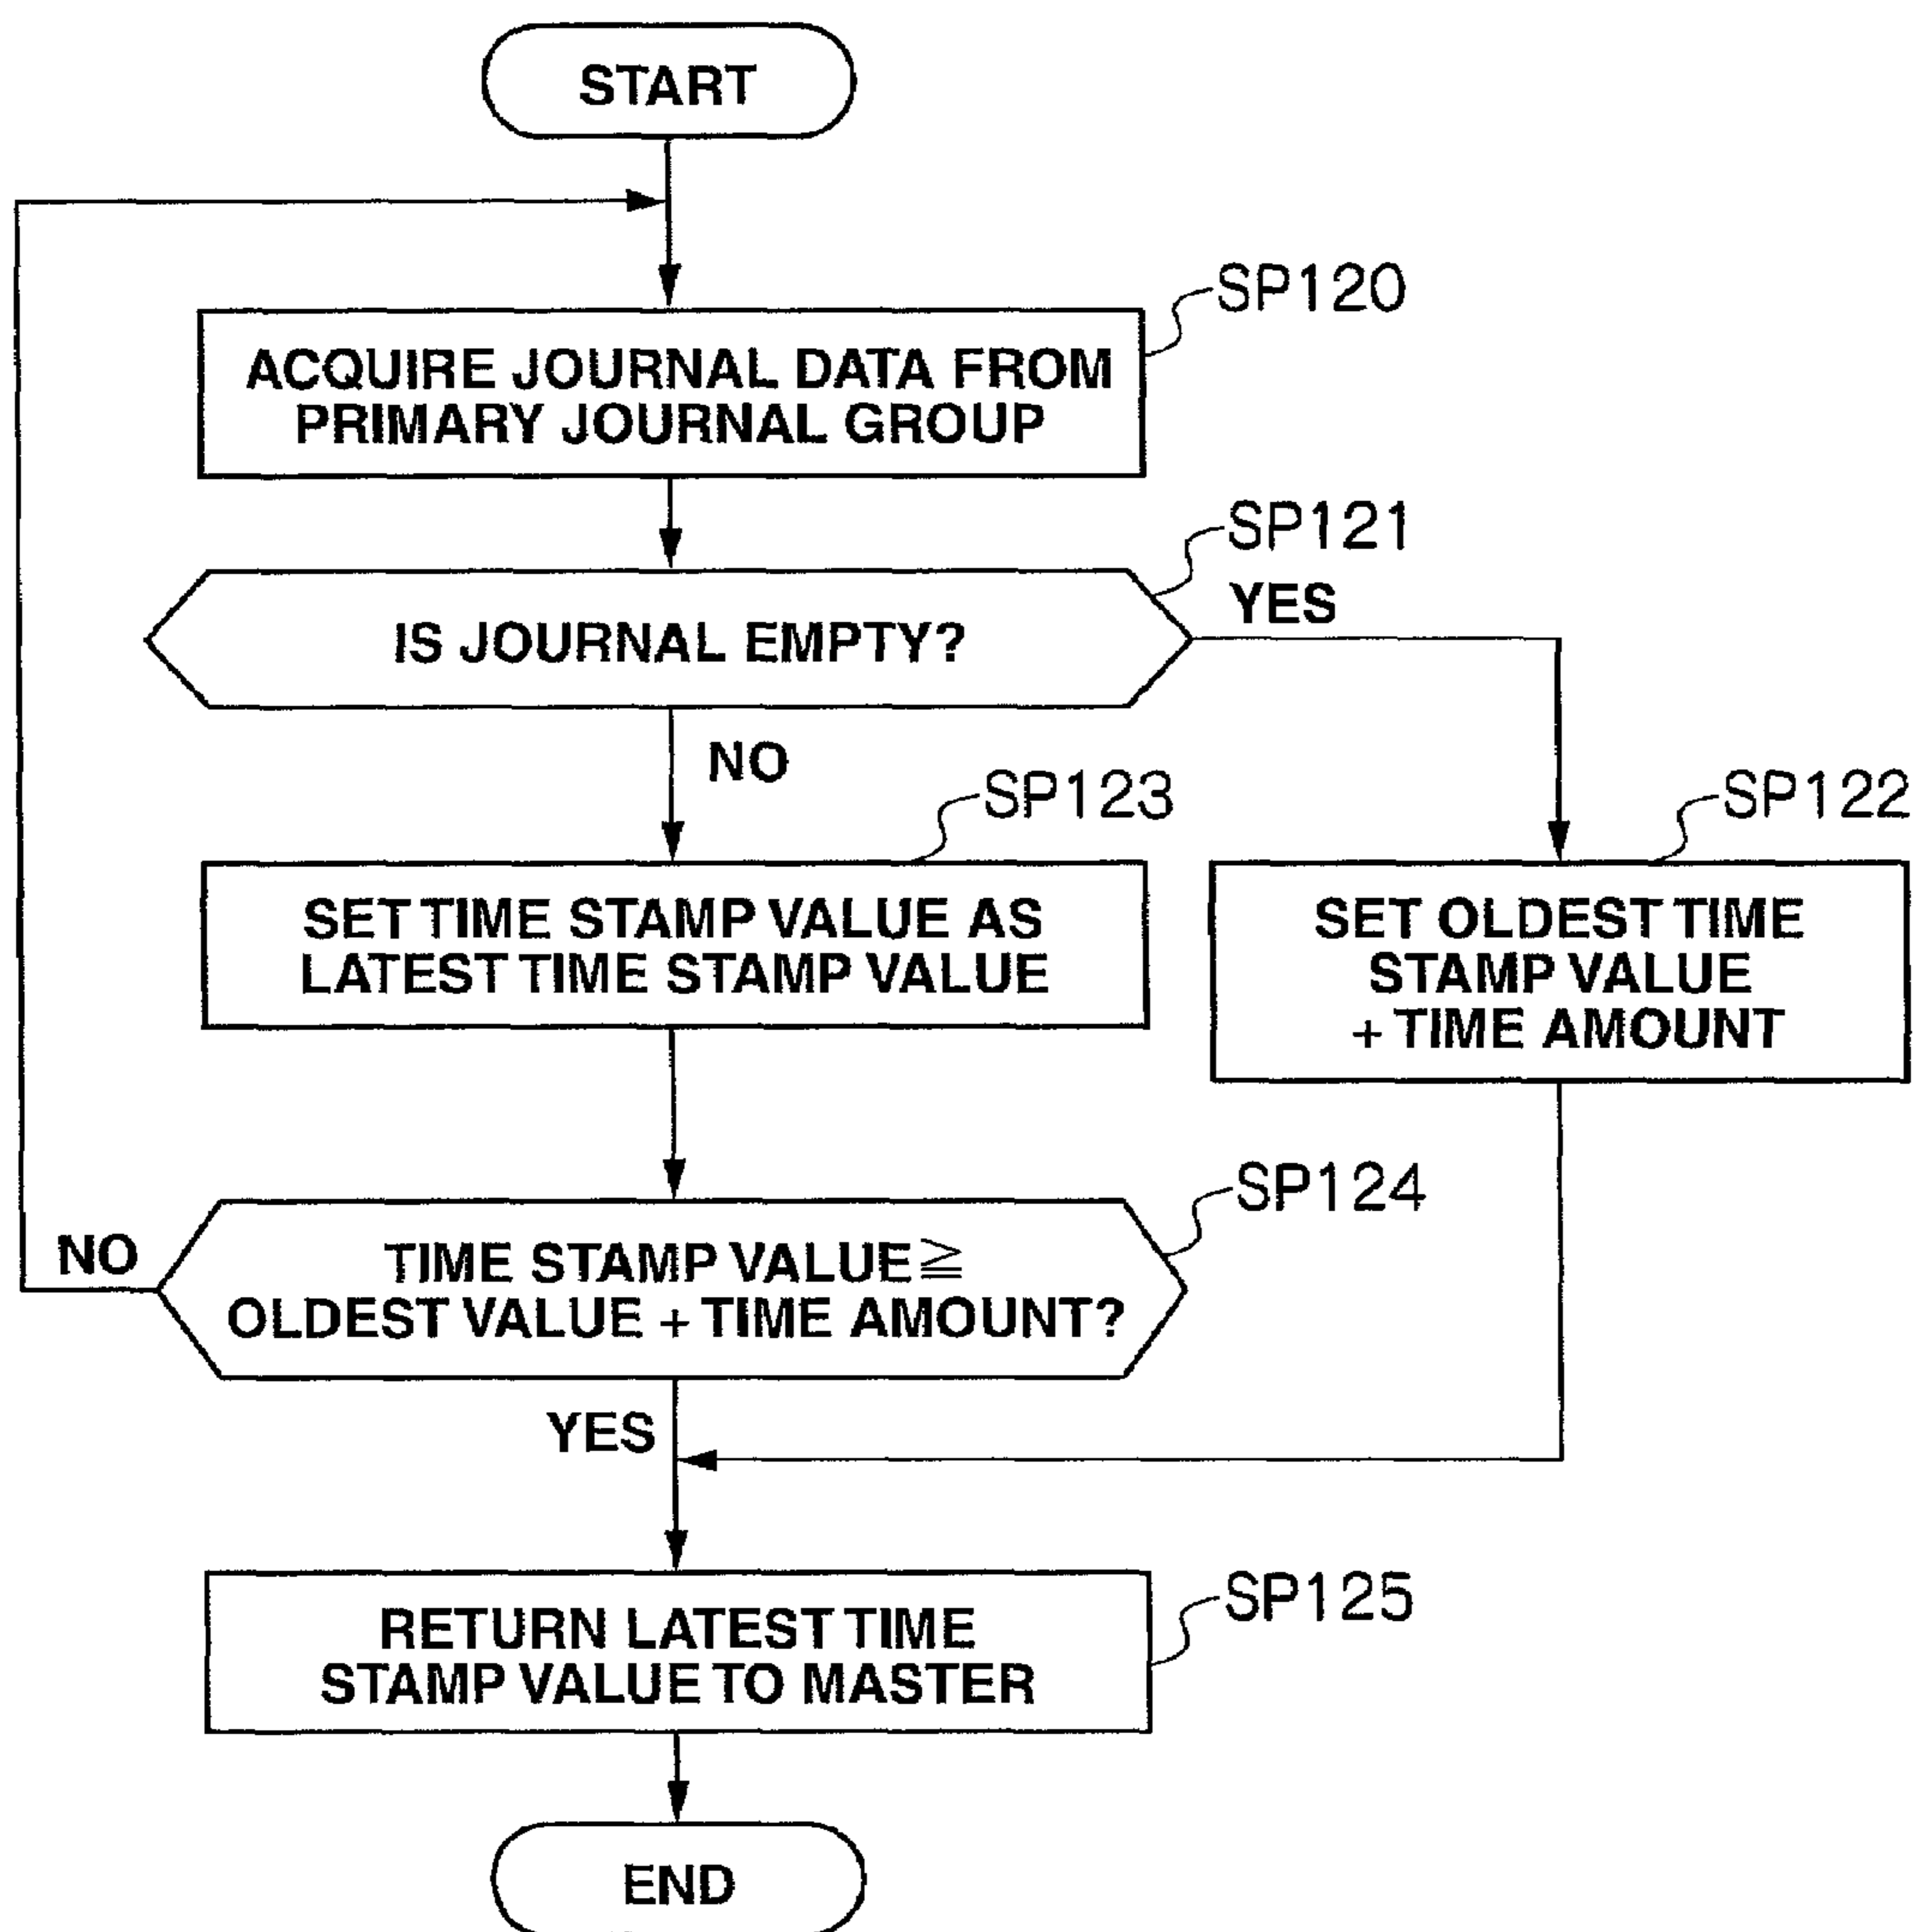 START
SP120
ACQUIRE JOURNAL DATA FROM
PRIMARY JOURNAL GROUP
SP121
YES
IS JOURNAL EMPTY?
NO
SP123
SP122
SET TIME STAMP VALUE AS
LATEST TIME STAMP VALUE
SET OLDEST TIME
STAMP VALUE
+ TIME AMOUNT
SP124
NO
TIME STAMP VALUE≧
OLDEST VALUE + TIME AMOUNT?
YES
SP125
RETURN LATEST TIME
STAMP VALUE TO MASTER
END